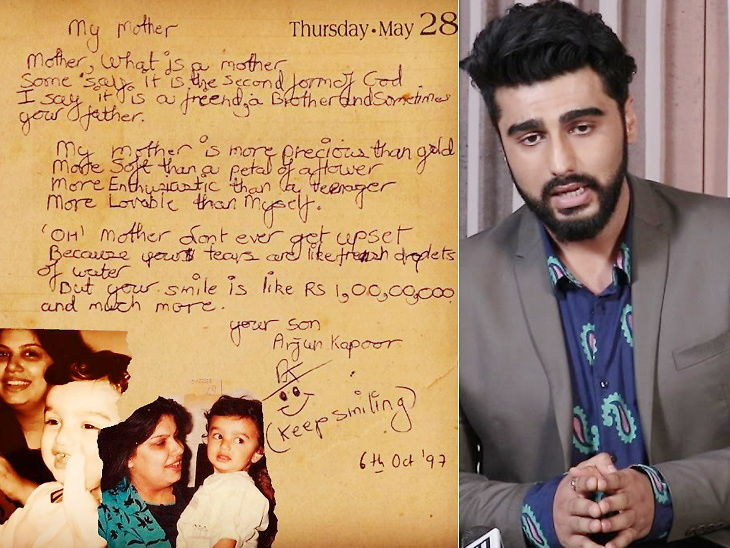 My Mother
Thursday • May 28
Mother, What is a mother
Some say it is the second form of God
I say it is a freend, a Brother and Sometimes
your father.
My mother is more precious than gold
More Soft than a petal of a flower
More Enthusiastic than a teenager
More Lovable than Myself.
'OH' Mother dont ever get upset
Because your tears are like fresh droplets
of water
But your smile is like RS 1,00,00,000
and much more.
your son
Arjun Kapoor
(Keep smiling)
6th Oct '97